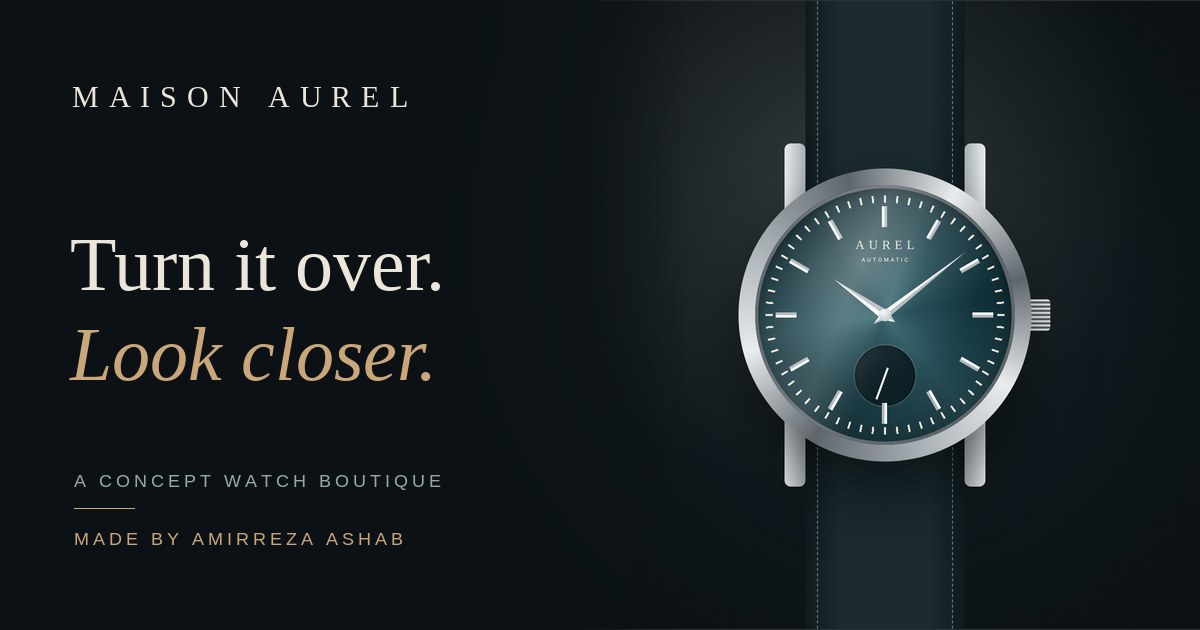 MAISON AUREL
Turn it over.
Look closer.
A CONCEPT WATCH BOUTIQUE
MADE BY AMIRREZA ASHAB
AUREL
AUTOMATIC